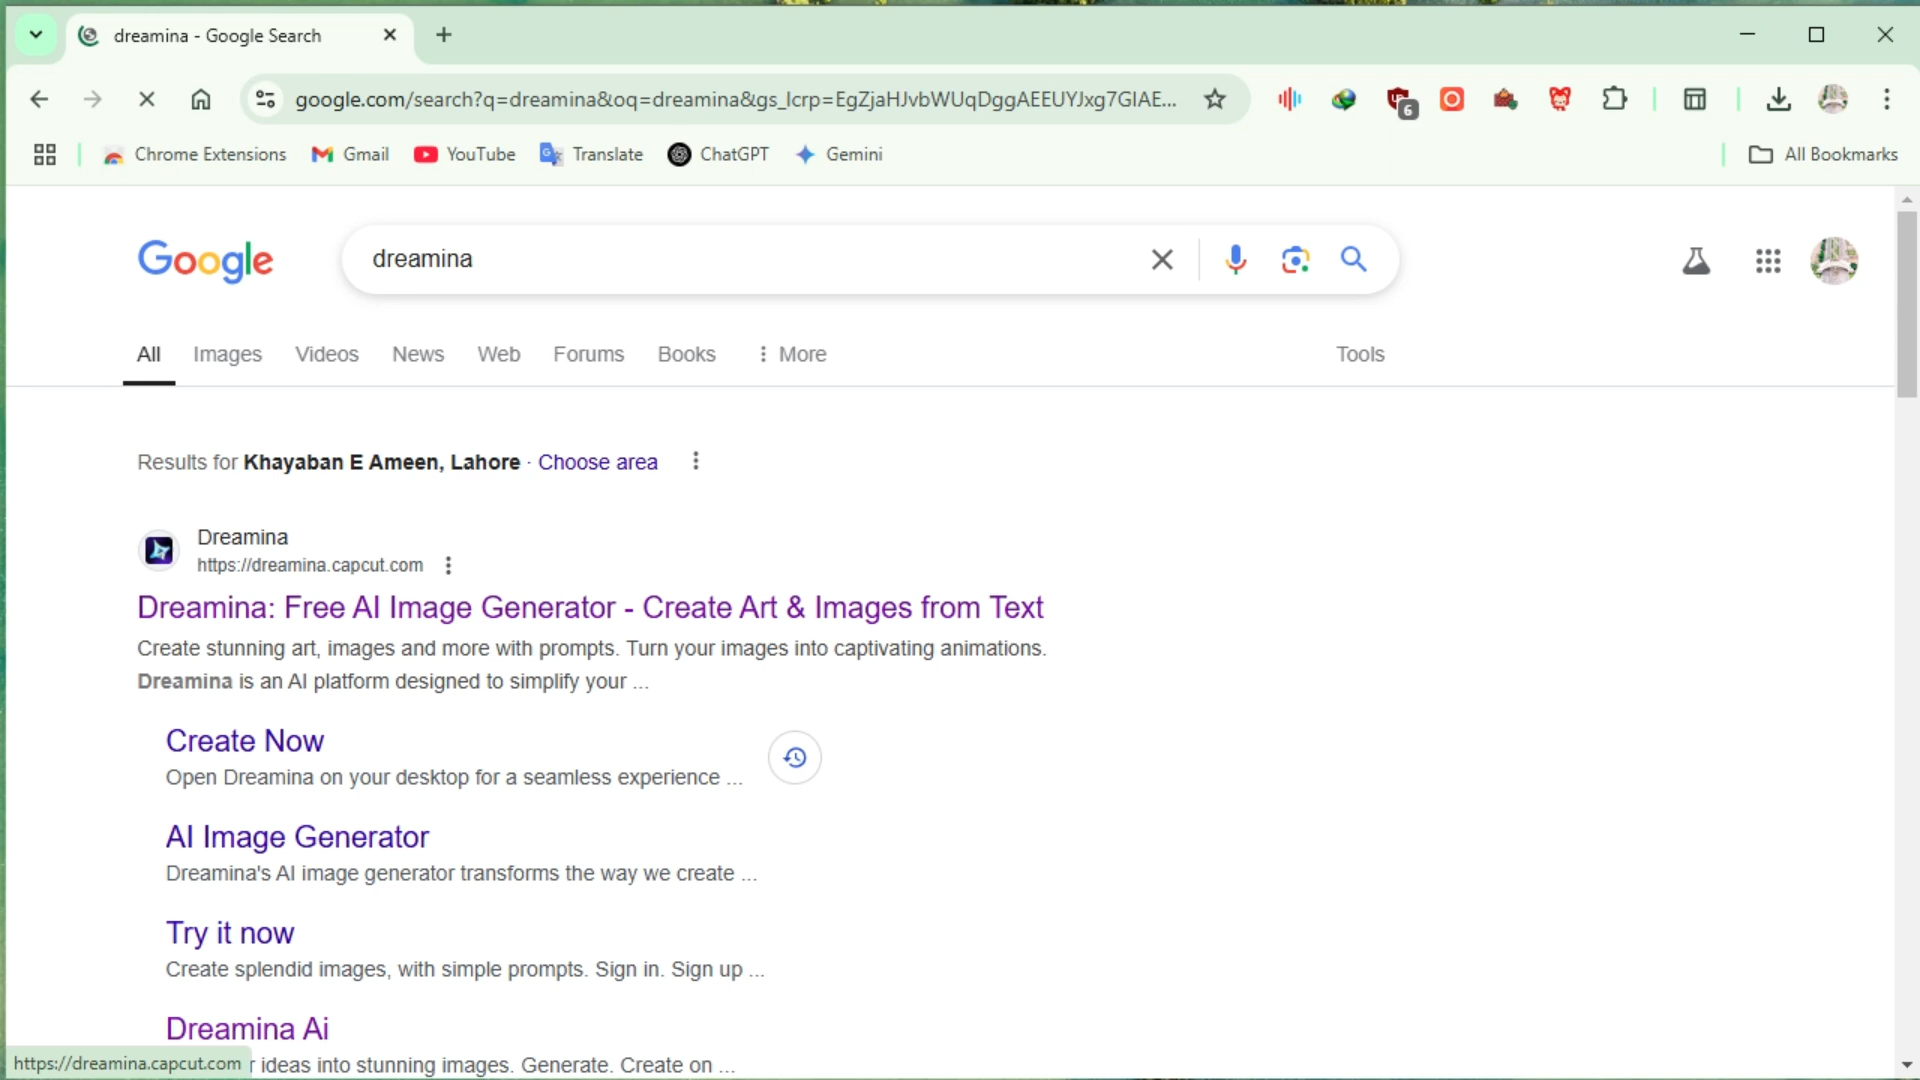 dreamina - Google Search
google.com/search?q=dreamina&oq=dreamina&gs_lcrp=EgZjaHJvbWUqDggAEEUYJxg7GIAE...
6
Chrome Extensions
Gmail
YouTube
Translate
ChatGPT
Gemini
All Bookmarks
Google
dreamina
All
Images
Videos
News
Web
Forums
Books
More
Tools
Results for Khayaban E Ameen, Lahore · Choose area
Dreamina
https://dreamina.capcut.com
Dreamina: Free AI Image Generator - Create Art & Images from Text
Create stunning art, images and more with prompts. Turn your images into captivating animations.
Dreamina is an AI platform designed to simplify your ...
Create Now
Open Dreamina on your desktop for a seamless experience ...
AI Image Generator
Dreamina's AI image generator transforms the way we create ...
Try it now
Create splendid images, with simple prompts. Sign in. Sign up ...
Dreamina Ai
r ideas into stunning images. Generate. Create on ...
https://dreamina.capcut.com